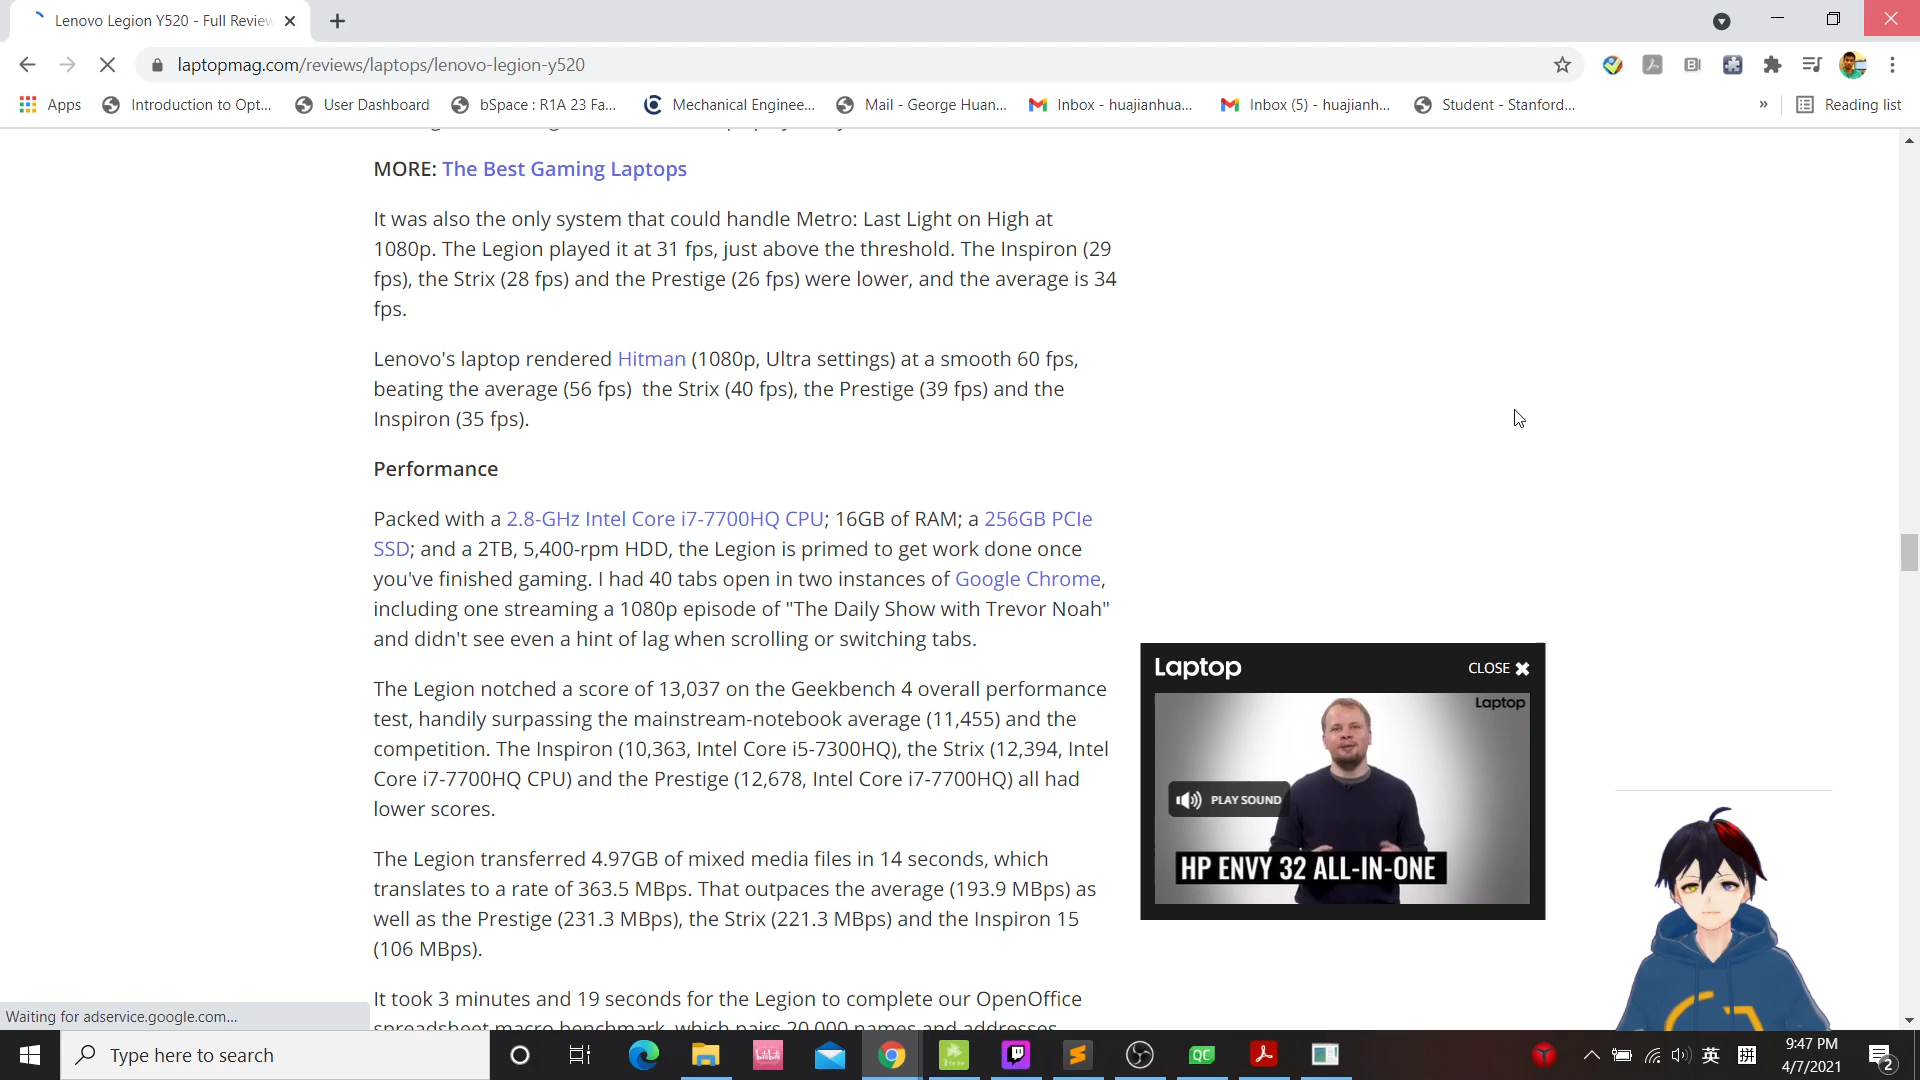 Lenovo Legion Y520 - Full Review
laptopmag.com/reviews/laptops/lenovo-legion-y520
Apps
Introduction to Opt...
User Dashboard
bSpace : R1A 23 Fa...
Mechanical Enginee...
Mail - George Huan...
Inbox - huajianhua...
Inbox (5) - huajianh...
Student - Stanford...
»
Reading list
MORE: The Best Gaming Laptops
It was also the only system that could handle Metro: Last Light on High at
1080p. The Legion played it at 31 fps, just above the threshold. The Inspiron (29
fps), the Strix (28 fps) and the Prestige (26 fps) were lower, and the average is 34
fps.
Lenovo's laptop rendered Hitman (1080p, Ultra settings) at a smooth 60 fps,
beating the average (56 fps)  the Strix (40 fps), the Prestige (39 fps) and the
Inspiron (35 fps).
Performance
Packed with a 2.8-GHz Intel Core i7-7700HQ CPU; 16GB of RAM; a 256GB PCIe
SSD; and a 2TB, 5,400-rpm HDD, the Legion is primed to get work done once
you've finished gaming. I had 40 tabs open in two instances of Google Chrome,
including one streaming a 1080p episode of "The Daily Show with Trevor Noah"
and didn't see even a hint of lag when scrolling or switching tabs.
The Legion notched a score of 13,037 on the Geekbench 4 overall performance
test, handily surpassing the mainstream-notebook average (11,455) and the
competition. The Inspiron (10,363, Intel Core i5-7300HQ), the Strix (12,394, Intel
Core i7-7700HQ CPU) and the Prestige (12,678, Intel Core i7-7700HQ) all had
lower scores.
The Legion transferred 4.97GB of mixed media files in 14 seconds, which
translates to a rate of 363.5 MBps. That outpaces the average (193.9 MBps) as
well as the Prestige (231.3 MBps), the Strix (221.3 MBps) and the Inspiron 15
(106 MBps).
It took 3 minutes and 19 seconds for the Legion to complete our OpenOffice
spreadsheet macro benchmark, which pairs 20,000 names and addresses.
Laptop
CLOSE
Laptop
PLAY SOUND
HP ENVY 32 ALL-IN-ONE
Waiting for adservice.google.com...
Type here to search
QC
英
拼
9:47 PM
4/7/2021
2